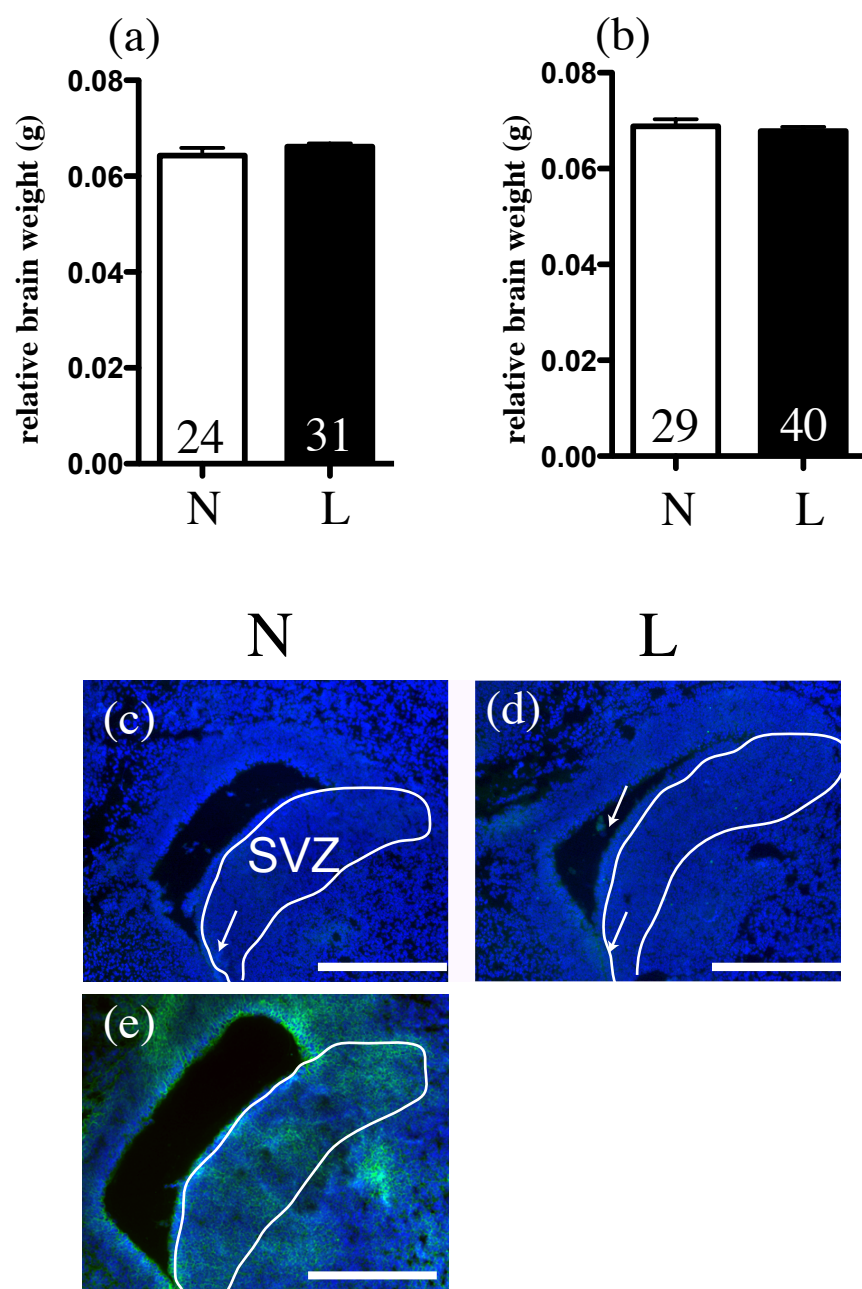 (a)
0.08
0.06
0.04
0.02
0.00
relative brain weight (g)
24
31
N
L
(b)
0.08
0.06
0.04
0.02
0.00
relative brain weight (g)
29
40
N
L
N
L
(c)
SVZ
(d)
(e)